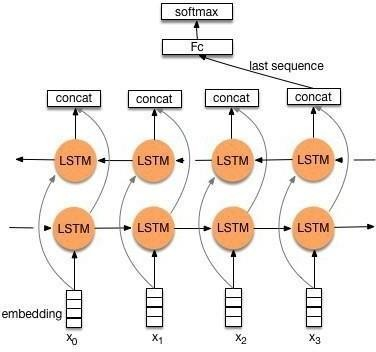 softmax
Fc
last sequence
concat concat concat concat
LSTM LSTM LSTM LSTM
LSTM LSTM LSTM LSTM
embedding
x0 x1 x2 x3